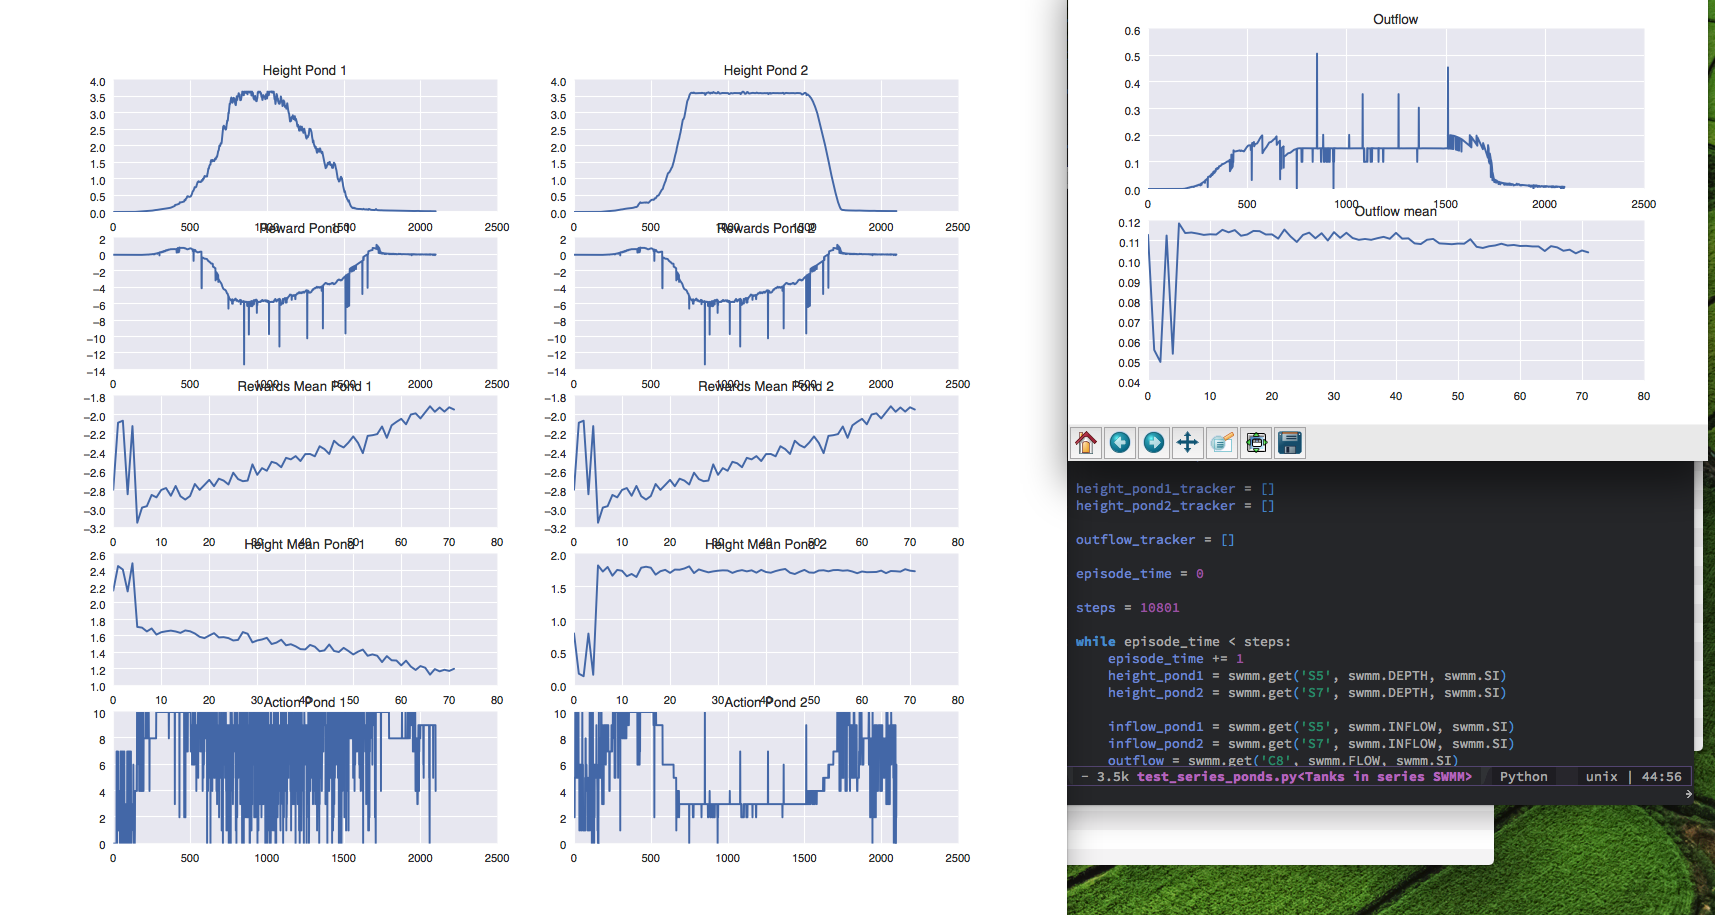 Height Pond 1
4.0
3.5
3.0
2.5
2.0
1.5
1.0
0.5
0.0
0 500 1000 1500 2000 2500
Height Pond 2
4.0
3.5
3.0
2.5
2.0
1.5
1.0
0.5
0.0
0 500 1000 1500 2000 2500
Reward Pond 1
2
0
−2
−4
−6
−8
−10
−12
−14
0 500 1000 1500 2000 2500
Rewards Pond 2
2
0
−2
−4
−6
−8
−10
−12
−14
0 500 1000 1500 2000 2500
Rewards Mean Pond 1
−1.8
−2.0
−2.2
−2.4
−2.6
−2.8
−3.0
−3.2
0 10 20 30 40 50 60 70 80
Rewards Mean Pond 2
−1.8
−2.0
−2.2
−2.4
−2.6
−2.8
−3.0
−3.2
0 10 20 30 40 50 60 70 80
Height Mean Pond 1
2.6
2.4
2.2
2.0
1.8
1.6
1.4
1.2
1.0
0 10 20 30 40 50 60 70 80
Height Mean Pond 2
2.0
1.5
1.0
0.5
0.0
0 10 20 30 40 50 60 70 80
Action Pond 1
10
8
6
4
2
0
0 500 1000 1500 2000 2500
Action Pond 2
10
8
6
4
2
0
0 500 1000 1500 2000 2500
Outflow
0.6
0.5
0.4
0.3
0.2
0.1
0.0
0 500 1000 1500 2000 2500
Outflow mean
0.12
0.11
0.10
0.09
0.08
0.07
0.06
0.05
0.04
0 10 20 30 40 50 60 70 80
height_pond1_tracker = []
height_pond2_tracker = []
outflow_tracker = []
episode_time = 0
steps = 10801
while episode_time < steps:
episode_time += 1
height_pond1 = swmm.get('S5', swmm.DEPTH, swmm.SI)
height_pond2 = swmm.get('S7', swmm.DEPTH, swmm.SI)
inflow_pond1 = swmm.get('S5', swmm.INFLOW, swmm.SI)
inflow_pond2 = swmm.get('S7', swmm.INFLOW, swmm.SI)
outflow = swmm.get('C8', swmm.FLOW, swmm.SI)
- 3.5k test_series_ponds.py<Tanks in series SWMM> Python unix | 44:56